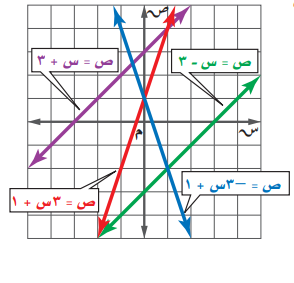 ص
ص = س + ٣
ص = س - ٣
س
م
ص = —٣س + ١
ص = ٣س + ١